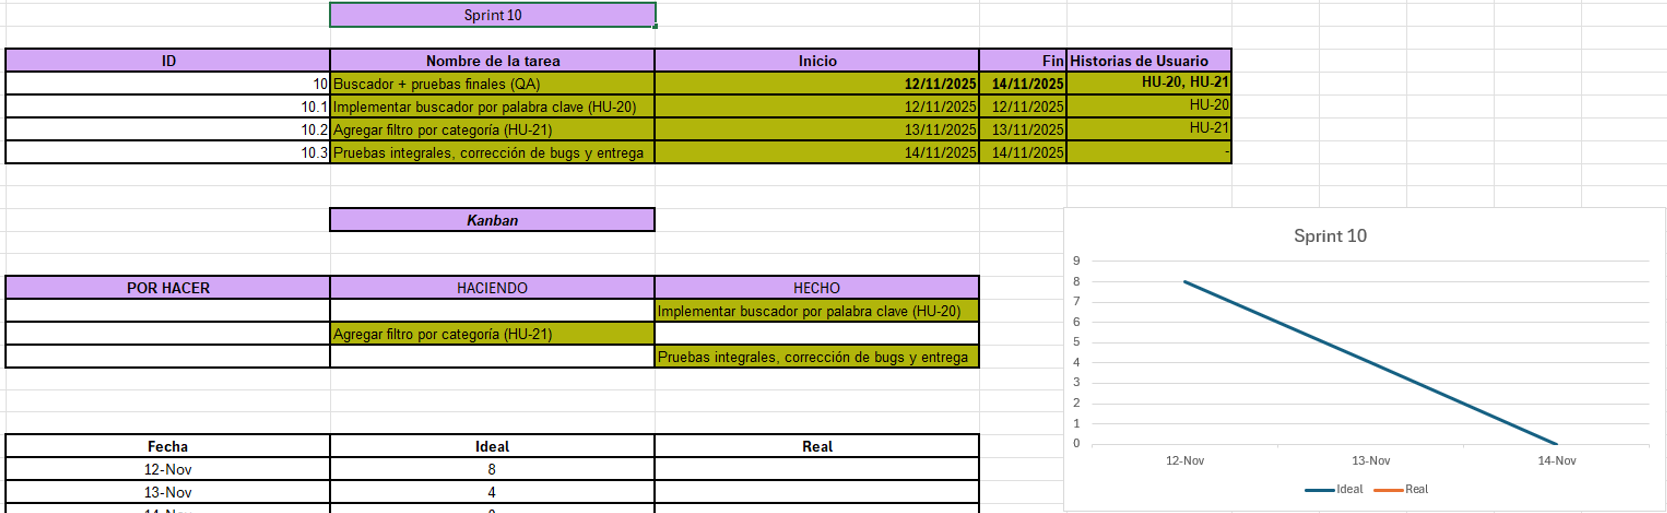 Sprint 10
ID Nombre de la tarea Inicio Fin Historias de Usuario
10 Buscador + pruebas finales (QA) 12/11/2025 14/11/2025 HU-20, HU-21
10.1 Implementar buscador por palabra clave (HU-20) 12/11/2025 12/11/2025 HU-20
10.2 Agregar filtro por categoría (HU-21) 13/11/2025 13/11/2025 HU-21
10.3 Pruebas integrales, corrección de bugs y entrega 14/11/2025 14/11/2025 -
Kanban
POR HACER HACIENDO HECHO
Implementar buscador por palabra clave (HU-20)
Agregar filtro por categoría (HU-21)
Pruebas integrales, corrección de bugs y entrega
Fecha Ideal Real
12-Nov 8
13-Nov 4
Sprint 10
9
8
7
6
5
4
3
2
1
0
12-Nov 13-Nov 14-Nov
Ideal Real